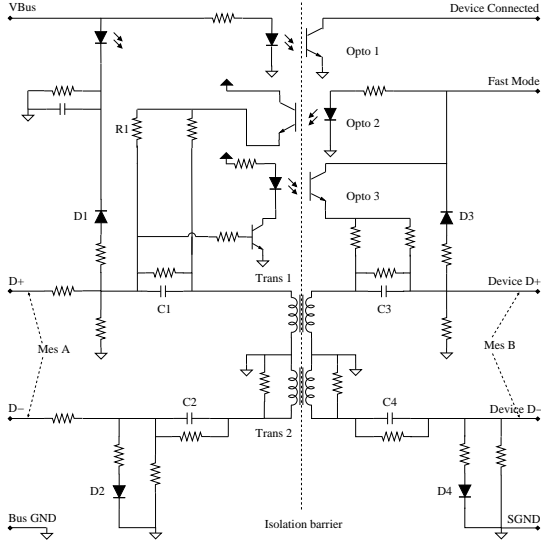 VBus
Device Connected
Opto 1
Fast Mode
R1
Opto 2
Opto 3
D1
D3
Trans 1
D+
Device D+
C1
C3
Mes A
Mes B
C2
C4
D−
Device D−
Trans 2
D2
D4
Bus GND
Isolation barrier
SGND